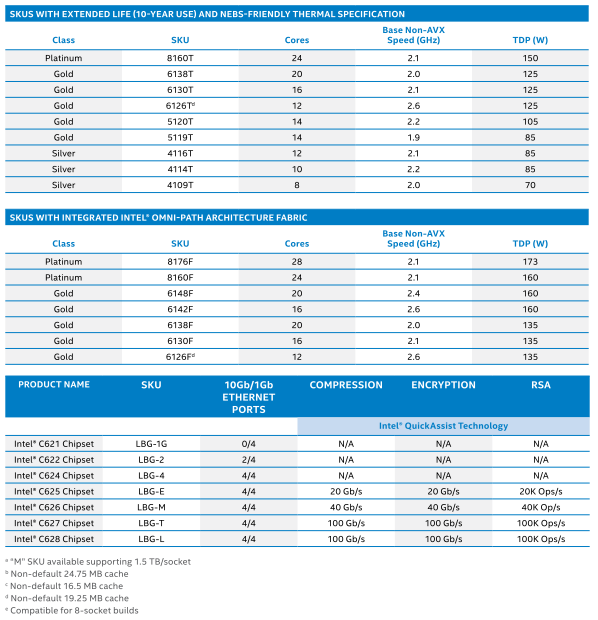 SKUS WITH EXTENDED LIFE (10-YEAR USE) AND NEBS-FRIENDLY THERMAL SPECIFICATION
Class SKU Cores Base Non-AVX Speed (GHz) TDP (W)
Platinum 8160T 24 2.1 150
Gold 6138T 20 2.0 125
Gold 6130T 16 2.1 125
Gold 6126Tᵈ 12 2.6 125
Gold 5120T 14 2.2 105
Gold 5119T 14 1.9 85
Silver 4116T 12 2.1 85
Silver 4114T 10 2.2 85
Silver 4109T 8 2.0 70
SKUS WITH INTEGRATED INTEL® OMNI-PATH ARCHITECTURE FABRIC
Class SKU Cores Base Non-AVX Speed (GHz) TDP (W)
Platinum 8176F 28 2.1 173
Platinum 8160F 24 2.1 160
Gold 6148F 20 2.4 160
Gold 6142F 16 2.6 160
Gold 6138F 20 2.0 135
Gold 6130F 16 2.1 135
Gold 6126Fᵈ 12 2.6 135
PRODUCT NAME SKU 10Gb/1Gb ETHERNET PORTS COMPRESSION ENCRYPTION RSA
Intel® QuickAssist Technology
Intel® C621 Chipset LBG-1G 0/4 N/A N/A N/A
Intel® C622 Chipset LBG-2 2/4 N/A N/A N/A
Intel® C624 Chipset LBG-4 4/4 N/A N/A N/A
Intel® C625 Chipset LBG-E 4/4 20 Gb/s 20 Gb/s 20K Op/s
Intel® C626 Chipset LBG-M 4/4 40 Gb/s 40 Gb/s 40K Op/s
Intel® C627 Chipset LBG-T 4/4 100 Gb/s 100 Gb/s 100K Op/s
Intel® C628 Chipset LBG-L 4/4 100 Gb/s 100 Gb/s 100K Op/s
ᵃ "M" SKU available supporting 1.5 TB/socket
ᵇ Non-default 24.75 MB cache
ᶜ Non-default 16.5 MB cache
ᵈ Non-default 19.25 MB cache
ᵉ Compatible for 8-socket builds